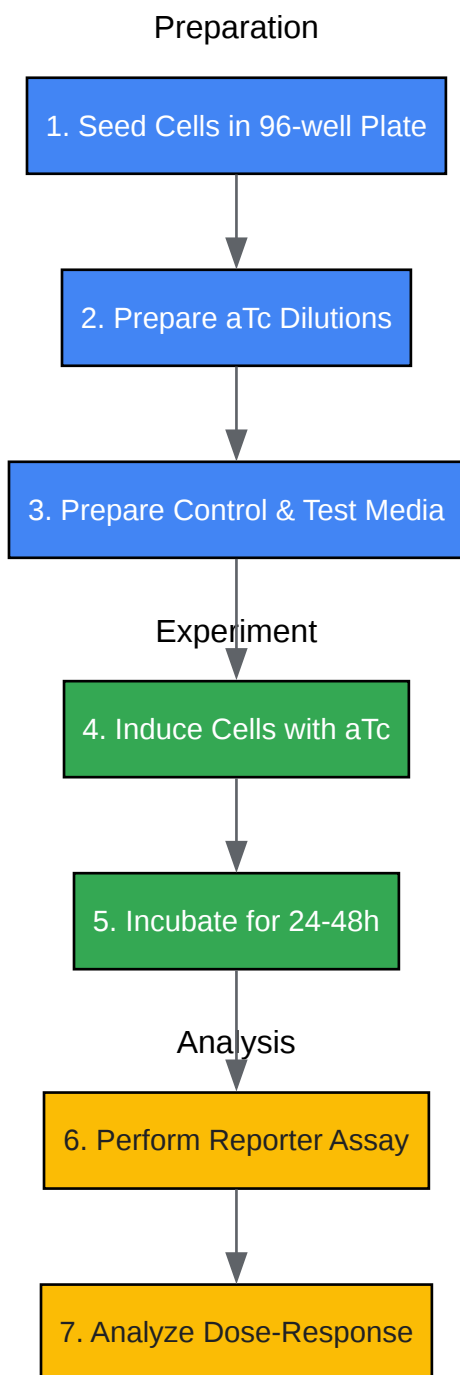 Preparation
1. Seed Cells in 96-well Plate
2. Prepare aTc Dilutions
3. Prepare Control & Test Media
Experiment
4. Induce Cells with aTc
5. Incubate for 24-48h
Analysis
6. Perform Reporter Assay
7. Analyze Dose-Response